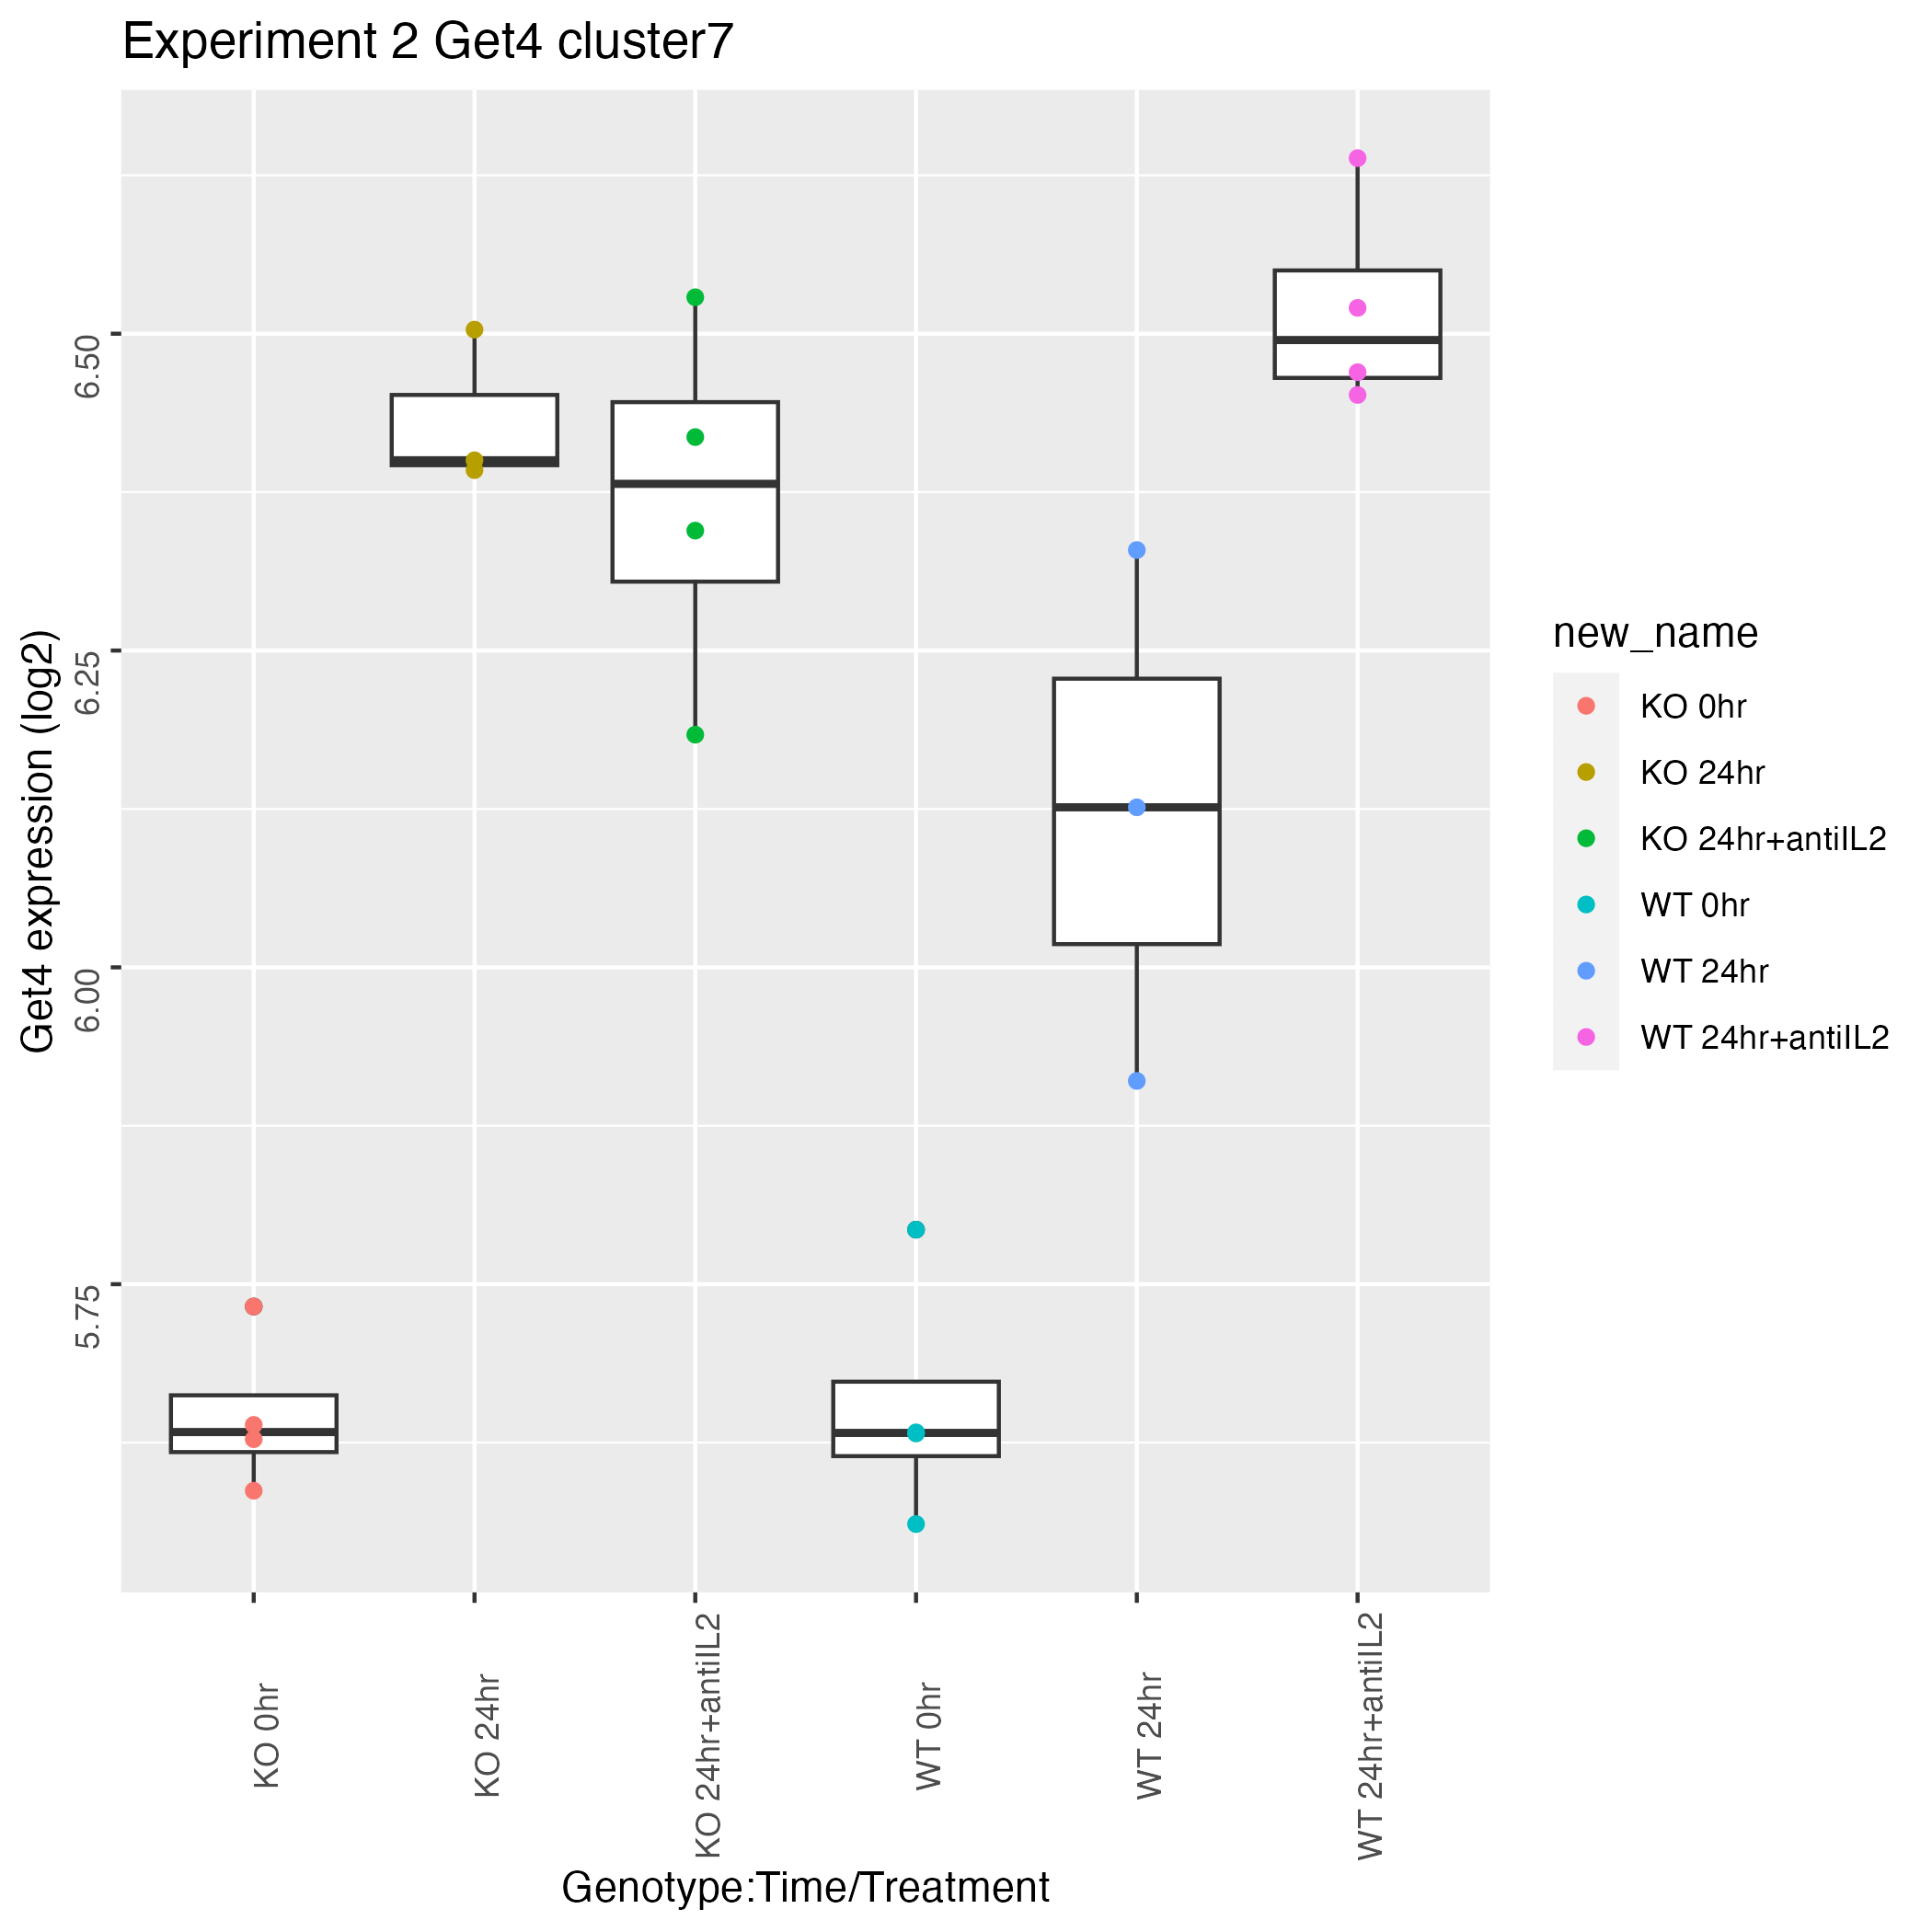 Experiment 2 Get4 cluster7
Get4 expression (log2)
6.50
6.25
6.00
5.75
KO 0hr
KO 24hr
KO 24hr+antiIL2
WT 0hr
WT 24hr
WT 24hr+antiIL2
Genotype:Time/Treatment
new_name
KO 0hr
KO 24hr
KO 24hr+antiIL2
WT 0hr
WT 24hr
WT 24hr+antiIL2